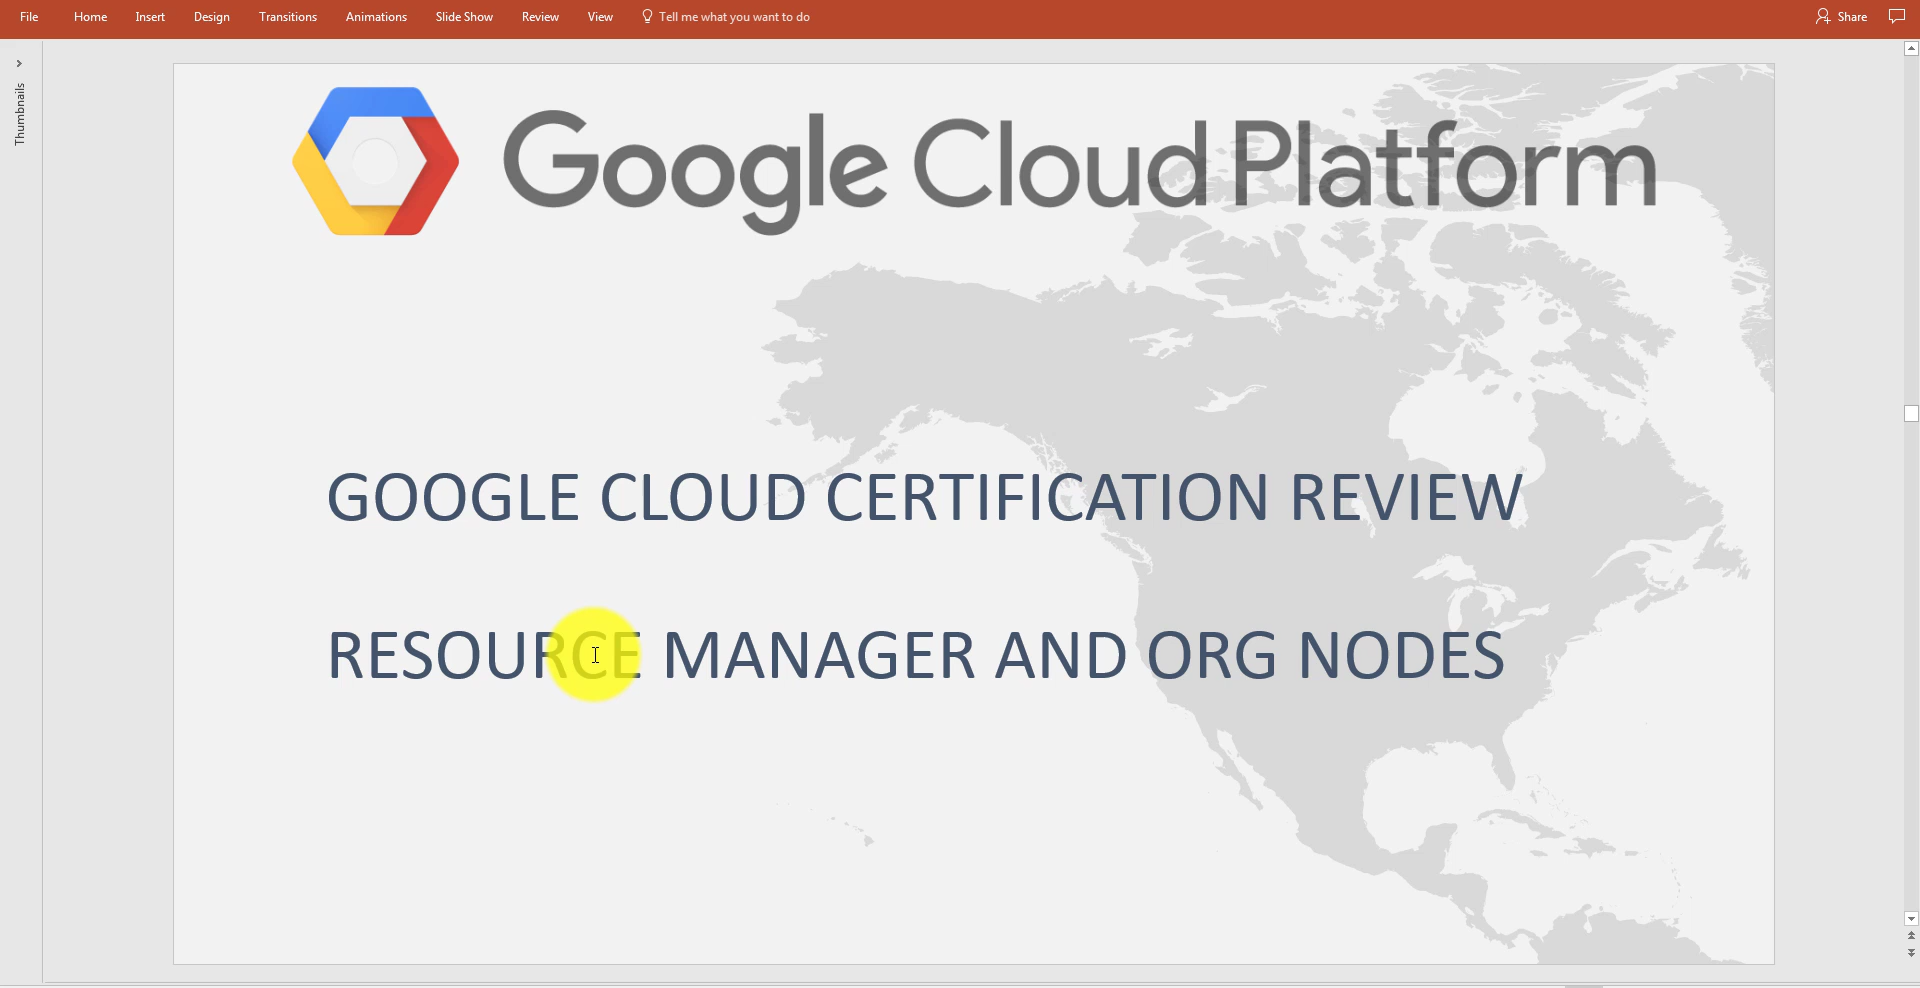 File Home Insert Design Transitions Animations Slide Show Review View Tell me what you want to do Share
Thumbnails
Google Cloud Platform
GOOGLE CLOUD CERTIFICATION REVIEW
RESOURCE MANAGER AND ORG NODES